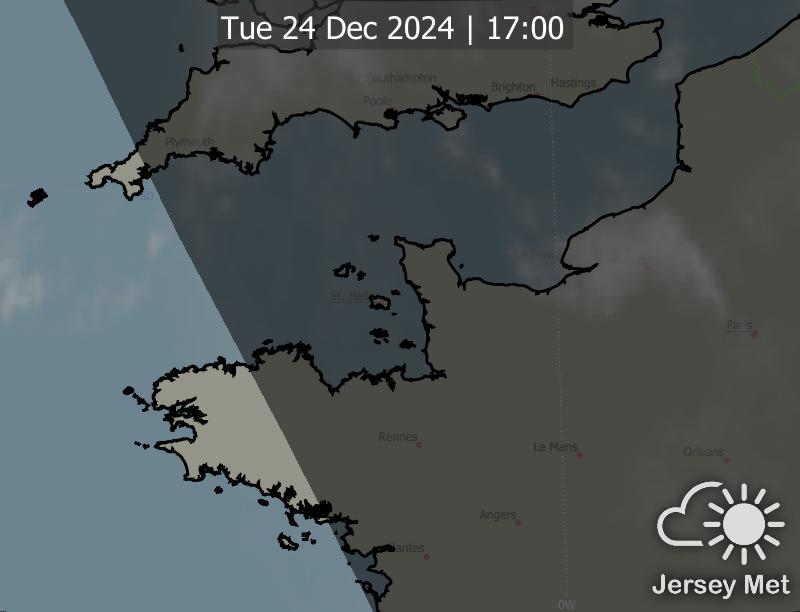 Tue 24 Dec 2024 | 17:00
Southampton
Brighton
Hastings
Poole
Plymouth
50
St. Helier
Paris
Rennes
Le Mans
Orleans
Angers
Nantes
Jersey Met
0W